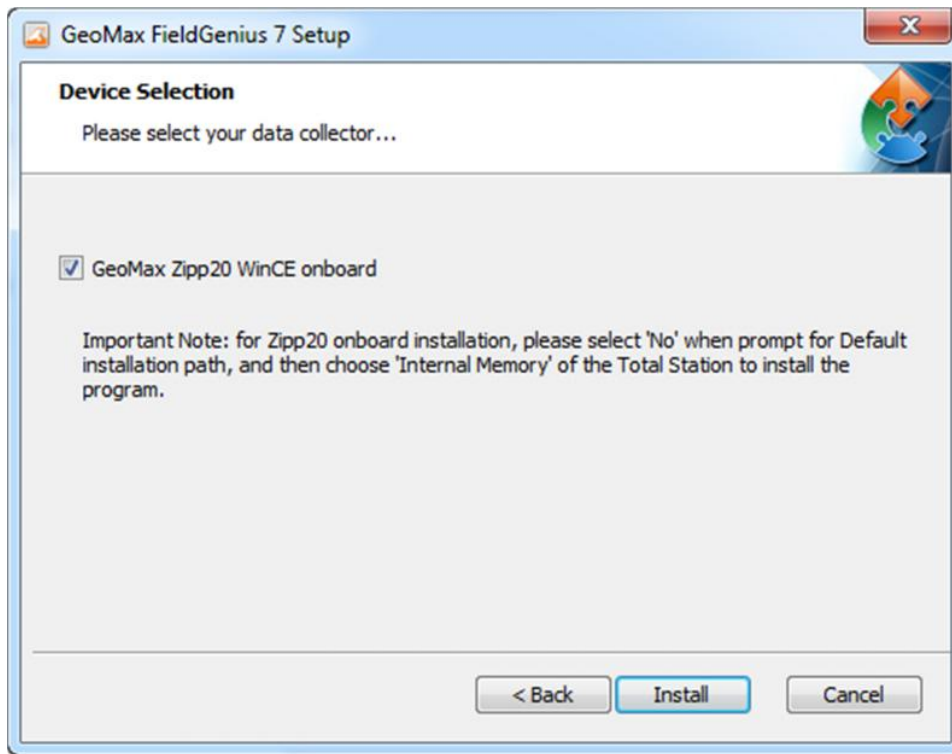 GeoMax FieldGenius 7 Setup
Device Selection
Please select your data collector...
GeoMax Zipp20 WinCE onboard
Important Note: for Zipp20 onboard installation, please select 'No' when prompt for Default
installation path, and then choose 'Internal Memory' of the Total Station to install the
program.
< Back
Install
Cancel